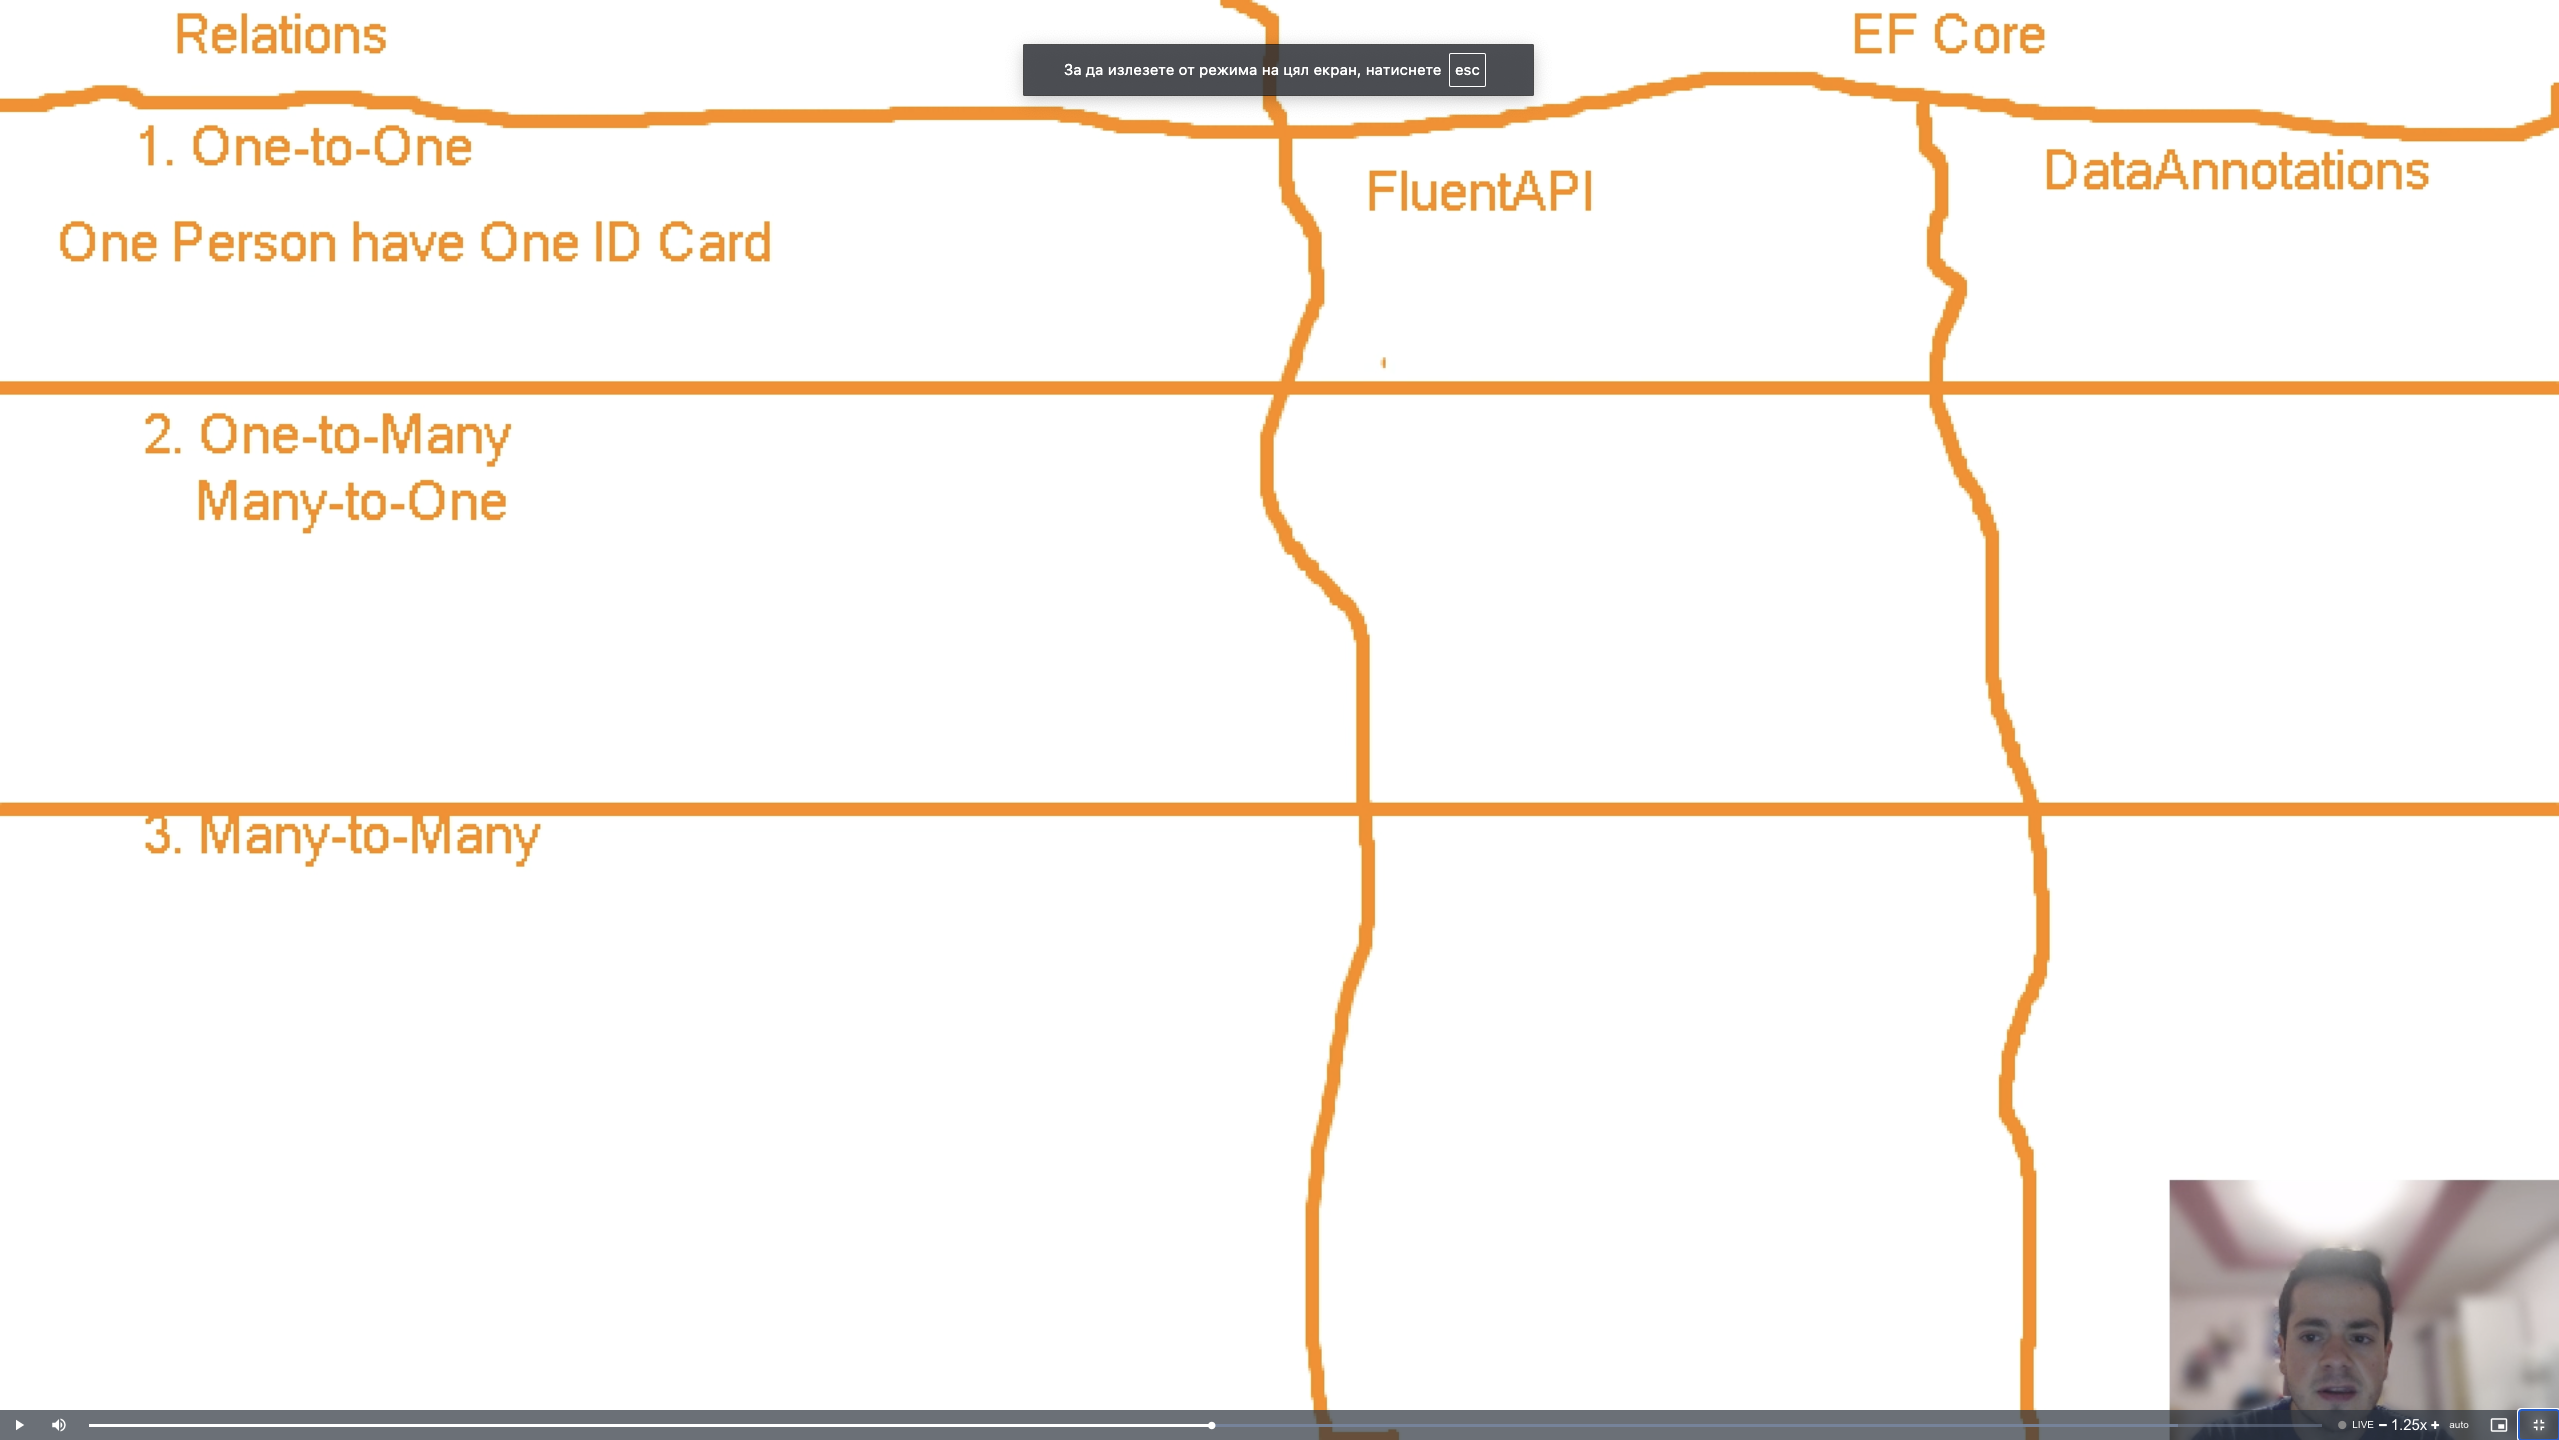 Relations
EF Core
За да излезете от режима на цял екран, натиснете esc
1. One-to-One
FluentAPI
DataAnnotations
One Person have One ID Card
2. One-to-Many
Many-to-One
3. Many-to-Many
LIVE
1.25x
auto